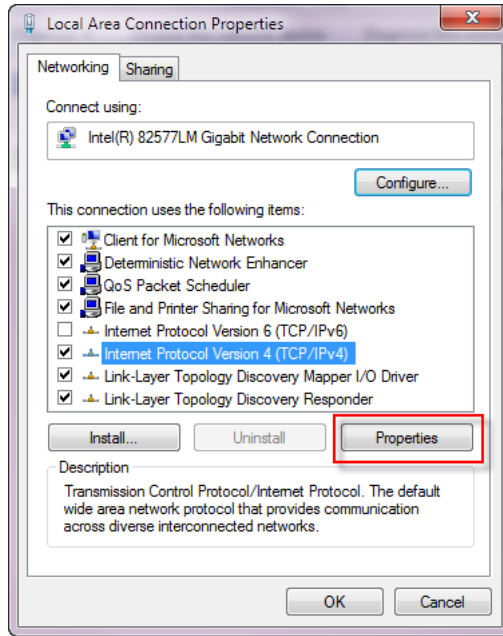 Local Area Connection Properties
Networking
Sharing
Connect using:
Intel(R) 82577LM Gigabit Network Connection
Configure...
This connection uses the following items:
Client for Microsoft Networks
Deterministic Network Enhancer
QoS Packet Scheduler
File and Printer Sharing for Microsoft Networks
Internet Protocol Version 6 (TCP/IPv6)
Internet Protocol Version 4 (TCP/IPv4)
Link-Layer Topology Discovery Mapper I/O Driver
Link-Layer Topology Discovery Responder
Install...
Uninstall
Properties
Description
Transmission Control Protocol/Internet Protocol. The default
wide area network protocol that provides communication
across diverse interconnected networks.
OK
Cancel